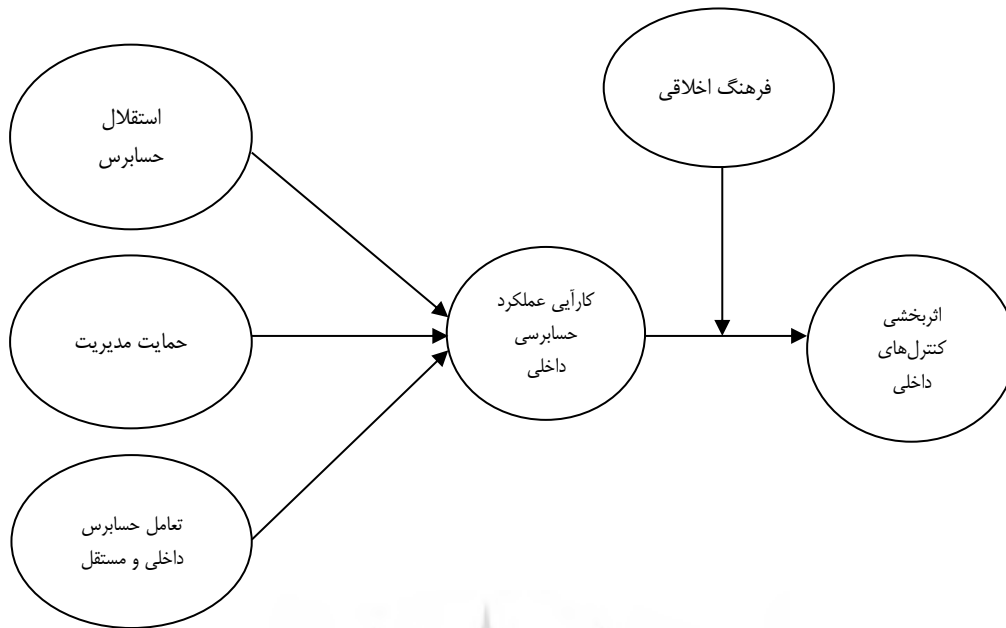 استقلال
حسابرس
فرهنگ اخلاقی
حمایت مدیریت
کارآیی عملکرد
حسابرسی
داخلی
اثربخشی
کنترل‌های
داخلی
تعامل حسابرس
داخلی و مستقل